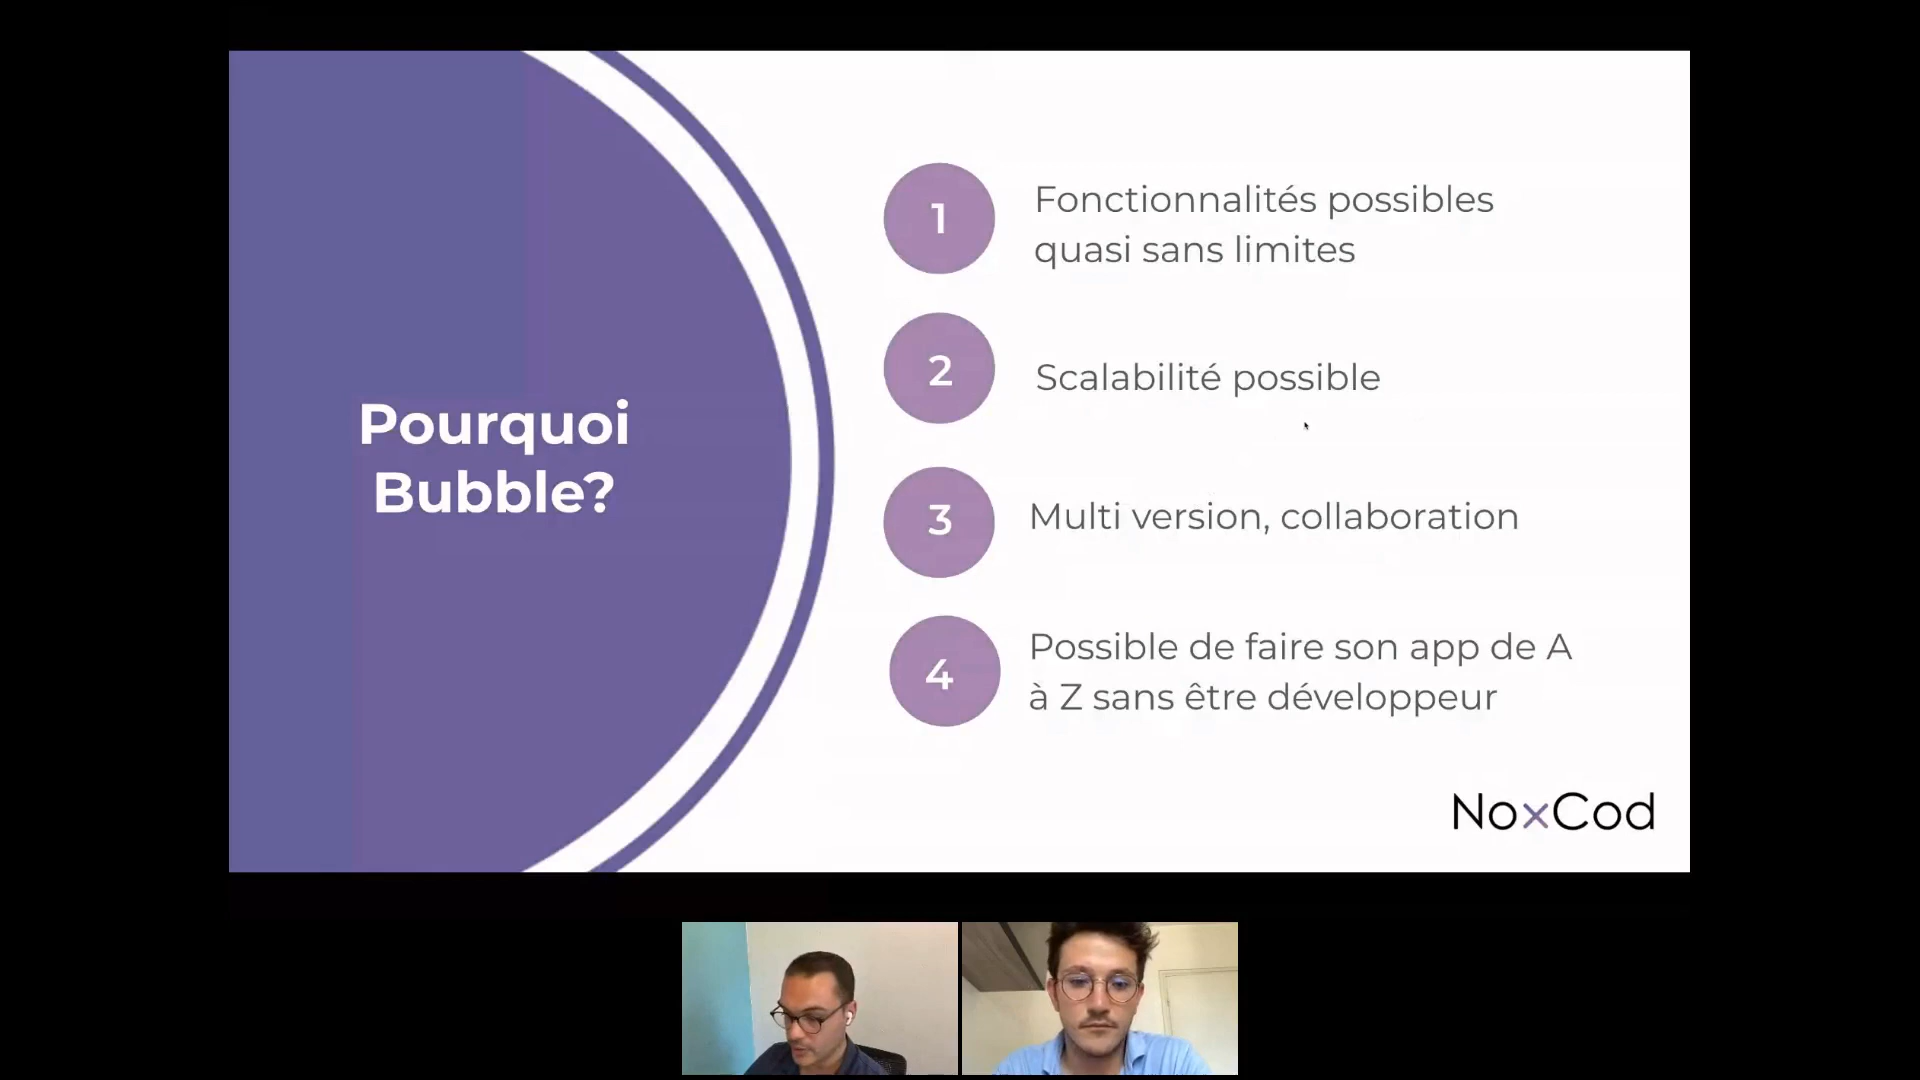 Pourquoi
Bubble?
1
Fonctionnalités possibles
quasi sans limites
2
Scalabilité possible
3
Multi version, collaboration
4
Possible de faire son app de A
à Z sans être développeur
NoxCod